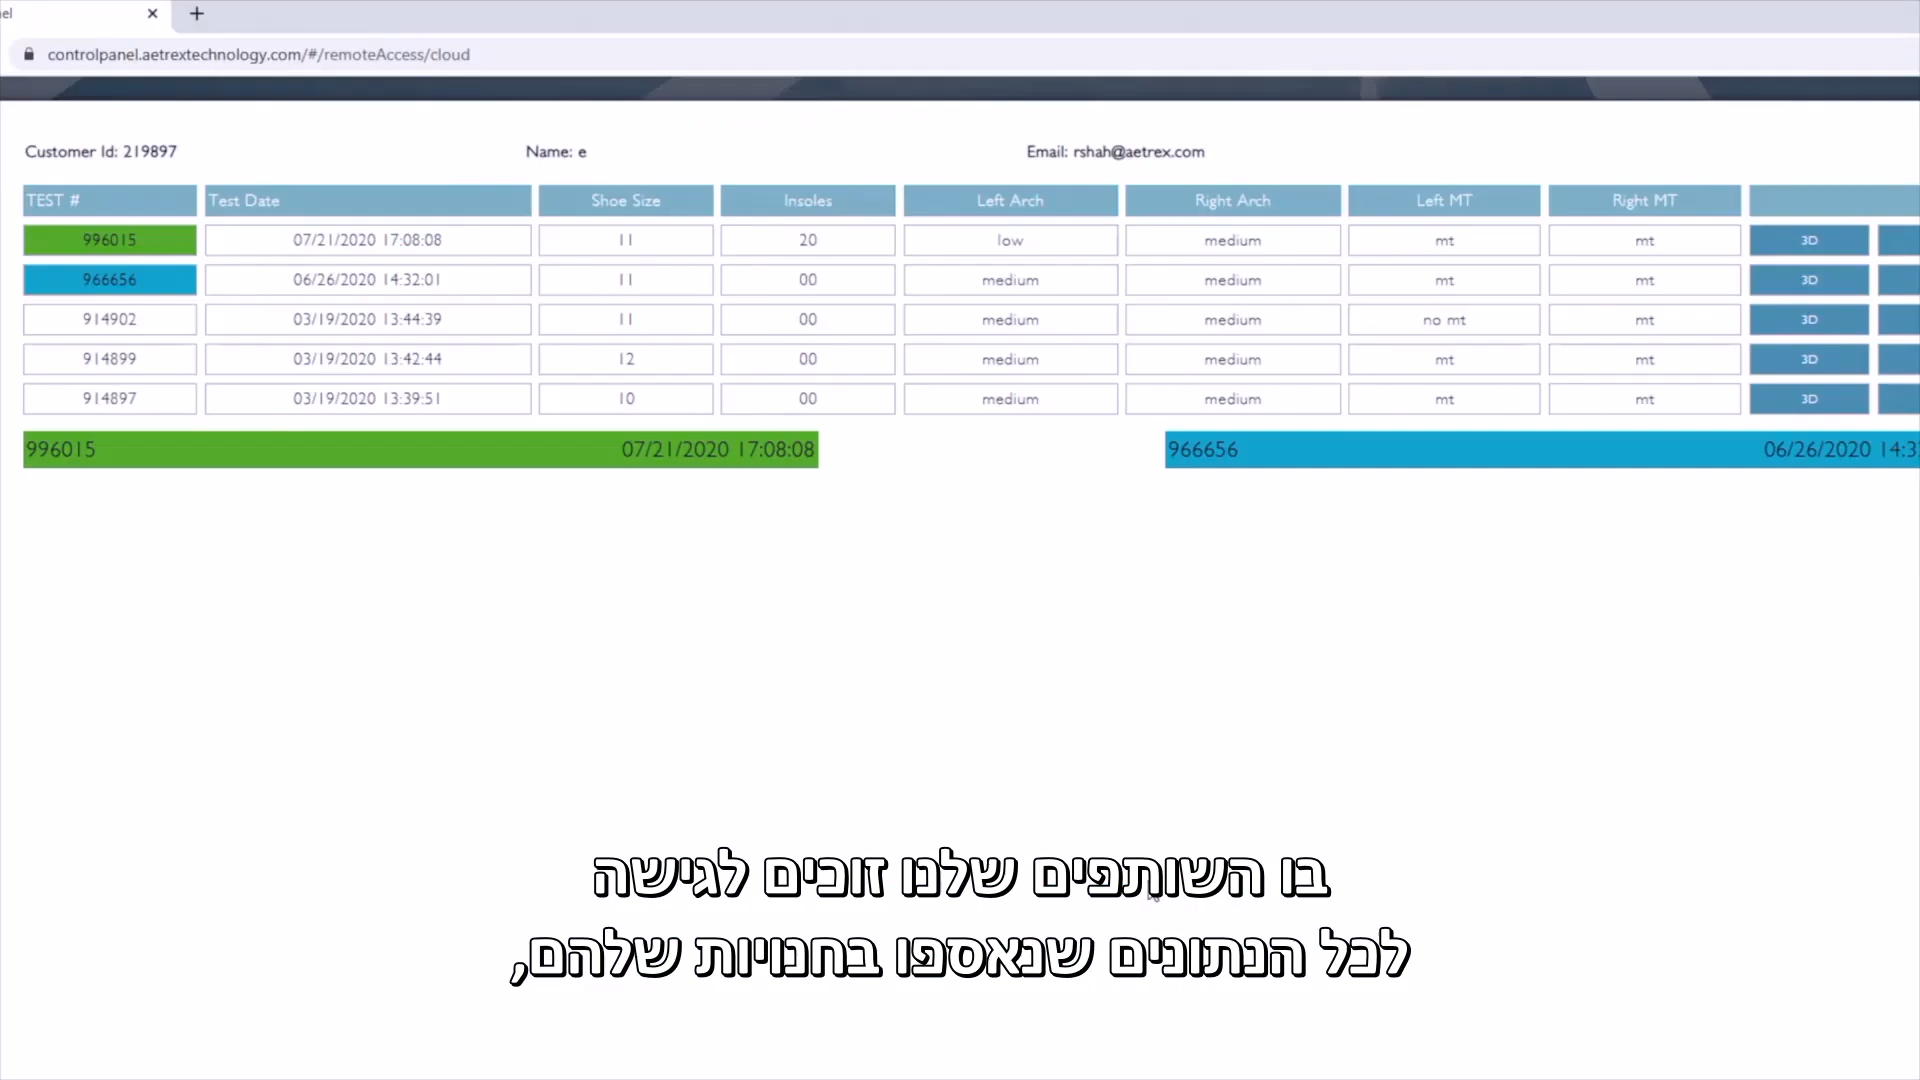 el
controlpanel.aetrextechnology.com/#/remoteAccess/cloud
Customer Id: 219897 Name: e Email: rshah@aetrex.com
TEST # Test Date Shoe Size Insoles Left Arch Right Arch Left MT Right MT
996015 07/21/2020 17:08:08 11 20 low medium mt mt 3D
966656 06/26/2020 14:32:01 11 00 medium medium mt mt 3D
914902 03/19/2020 13:44:39 11 00 medium medium no mt mt 3D
914899 03/19/2020 13:42:44 12 00 medium medium mt mt 3D
914897 03/19/2020 13:39:51 10 00 medium medium mt mt 3D
996015 07/21/2020 17:08:08 966656 06/26/2020 14:3
בו השותפים שלנו זוכים לגישה
לכל הנתונים שנאספו בחנויות שלהם,